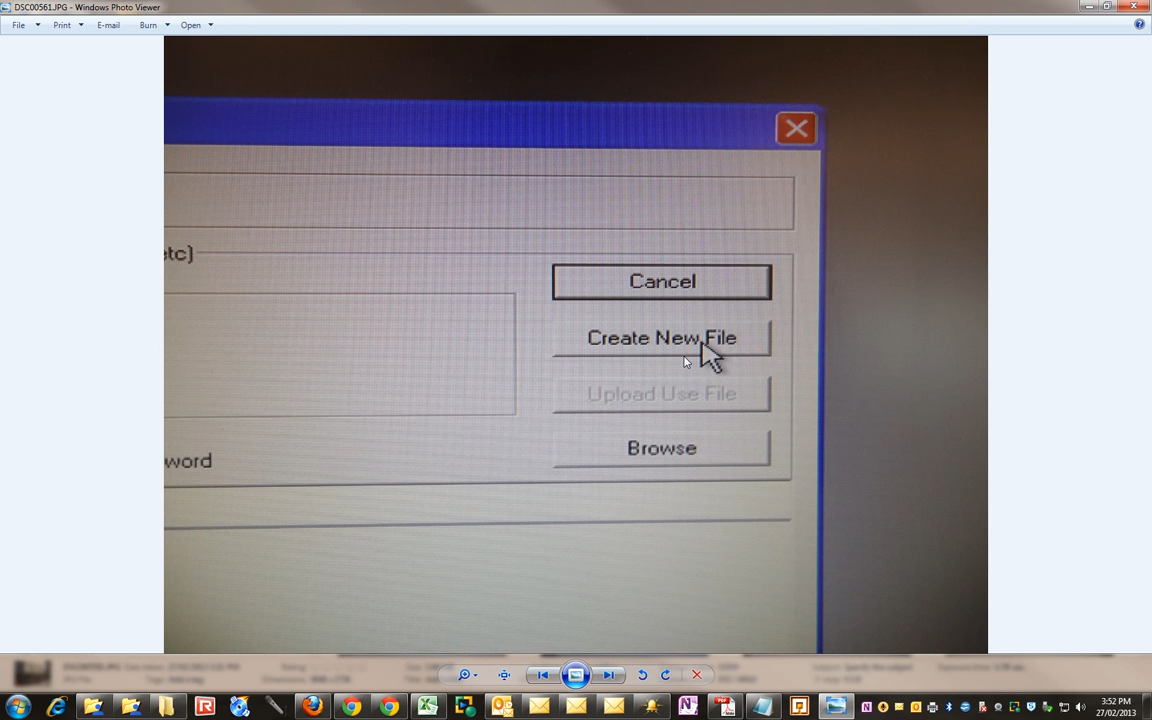 DSC00561.JPG - Windows Photo Viewer
File Print E-mail Burn Open
etc)
Cancel
Create New File
Upload Use File
Browse
word
3:52 PM
27/02/2013